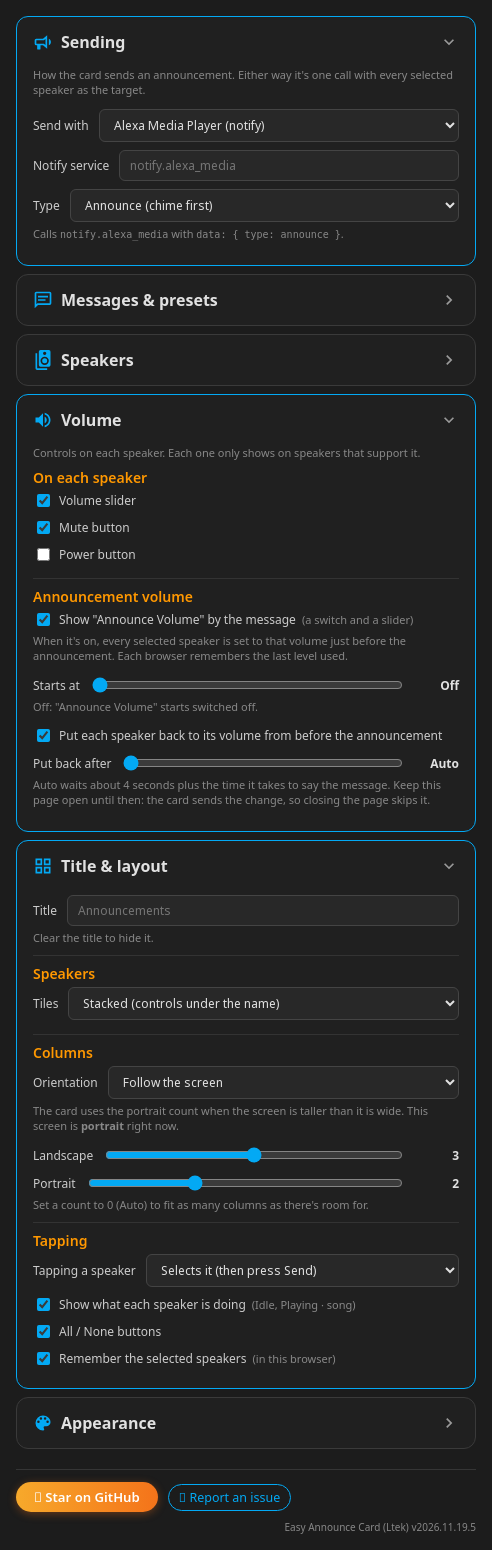 Sending
How the card sends an announcement. Either way it's one call with every selected
speaker as the target.
Send with Alexa Media Player (notify)
Notify service notify.alexa_media
Type Announce (chime first)
Calls notify.alexa_media with data: { type: announce }.
Messages & presets
Speakers
Volume
Controls on each speaker. Each one only shows on speakers that support it.
On each speaker
Volume slider
Mute button
Power button
Announcement volume
Show "Announce Volume" by the message (a switch and a slider)
When it's on, every selected speaker is set to that volume just before the
announcement. Each browser remembers the last level used.
Starts at Off
Off: "Announce Volume" starts switched off.
Put each speaker back to its volume from before the announcement
Put back after Auto
Auto waits about 4 seconds plus the time it takes to say the message. Keep this
page open until then: the card sends the change, so closing the page skips it.
Title & layout
Title Announcements
Clear the title to hide it.
Speakers
Tiles Stacked (controls under the name)
Columns
Orientation Follow the screen
The card uses the portrait count when the screen is taller than it is wide. This
screen is portrait right now.
Landscape 3
Portrait 2
Set a count to 0 (Auto) to fit as many columns as there's room for.
Tapping
Tapping a speaker Selects it (then press Send)
Show what each speaker is doing (Idle, Playing · song)
All / None buttons
Remember the selected speakers (in this browser)
Appearance
Star on GitHub Report an issue
Easy Announce Card (Ltek) v2026.11.19.5